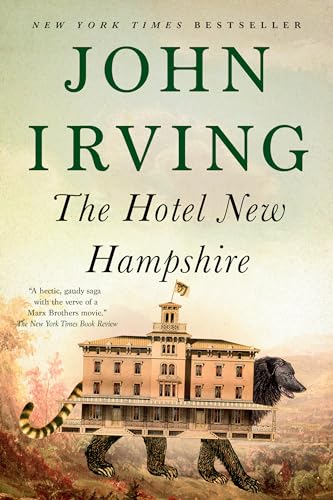 NEW YORK TIMES BESTSELLER
JOHN
IRVING
The Hotel New
Hampshire
"A hectic, gaudy saga
with the verve of a
Marx Brothers movie."
The New York Times Book Review